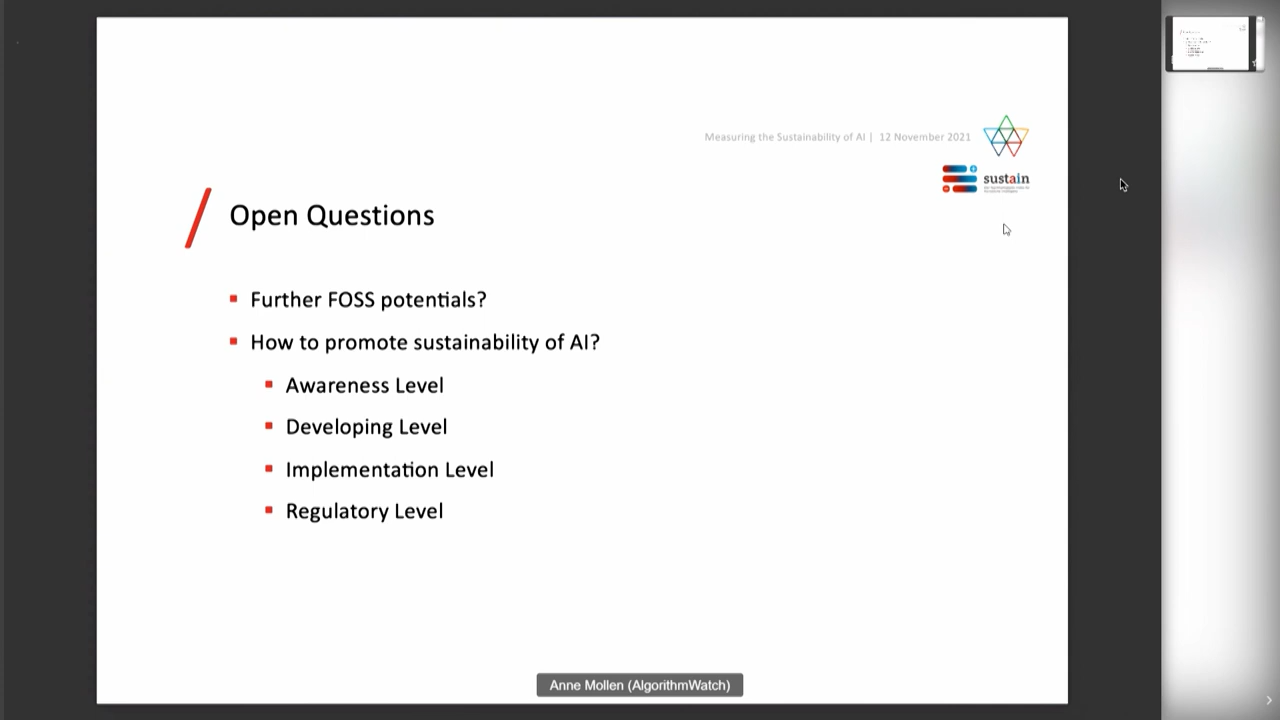 Measuring the Sustainability of AI | 12 November 2021
sustain
Open Questions
Further FOSS potentials?
How to promote sustainability of AI?
Awareness Level
Developing Level
Implementation Level
Regulatory Level
Anne Mollen (AlgorithmWatch)